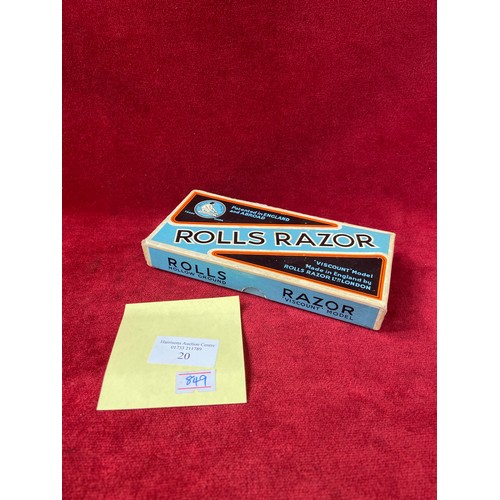 Patented in ENGLAND
and ABROAD
ROLLS RAZOR
"VISCOUNT" Model
Made in England by
ROLLS RAZOR LTD LONDON
ROLLS
HOLLOW GROUND
RAZOR
VISCOUNT MODEL
20
849